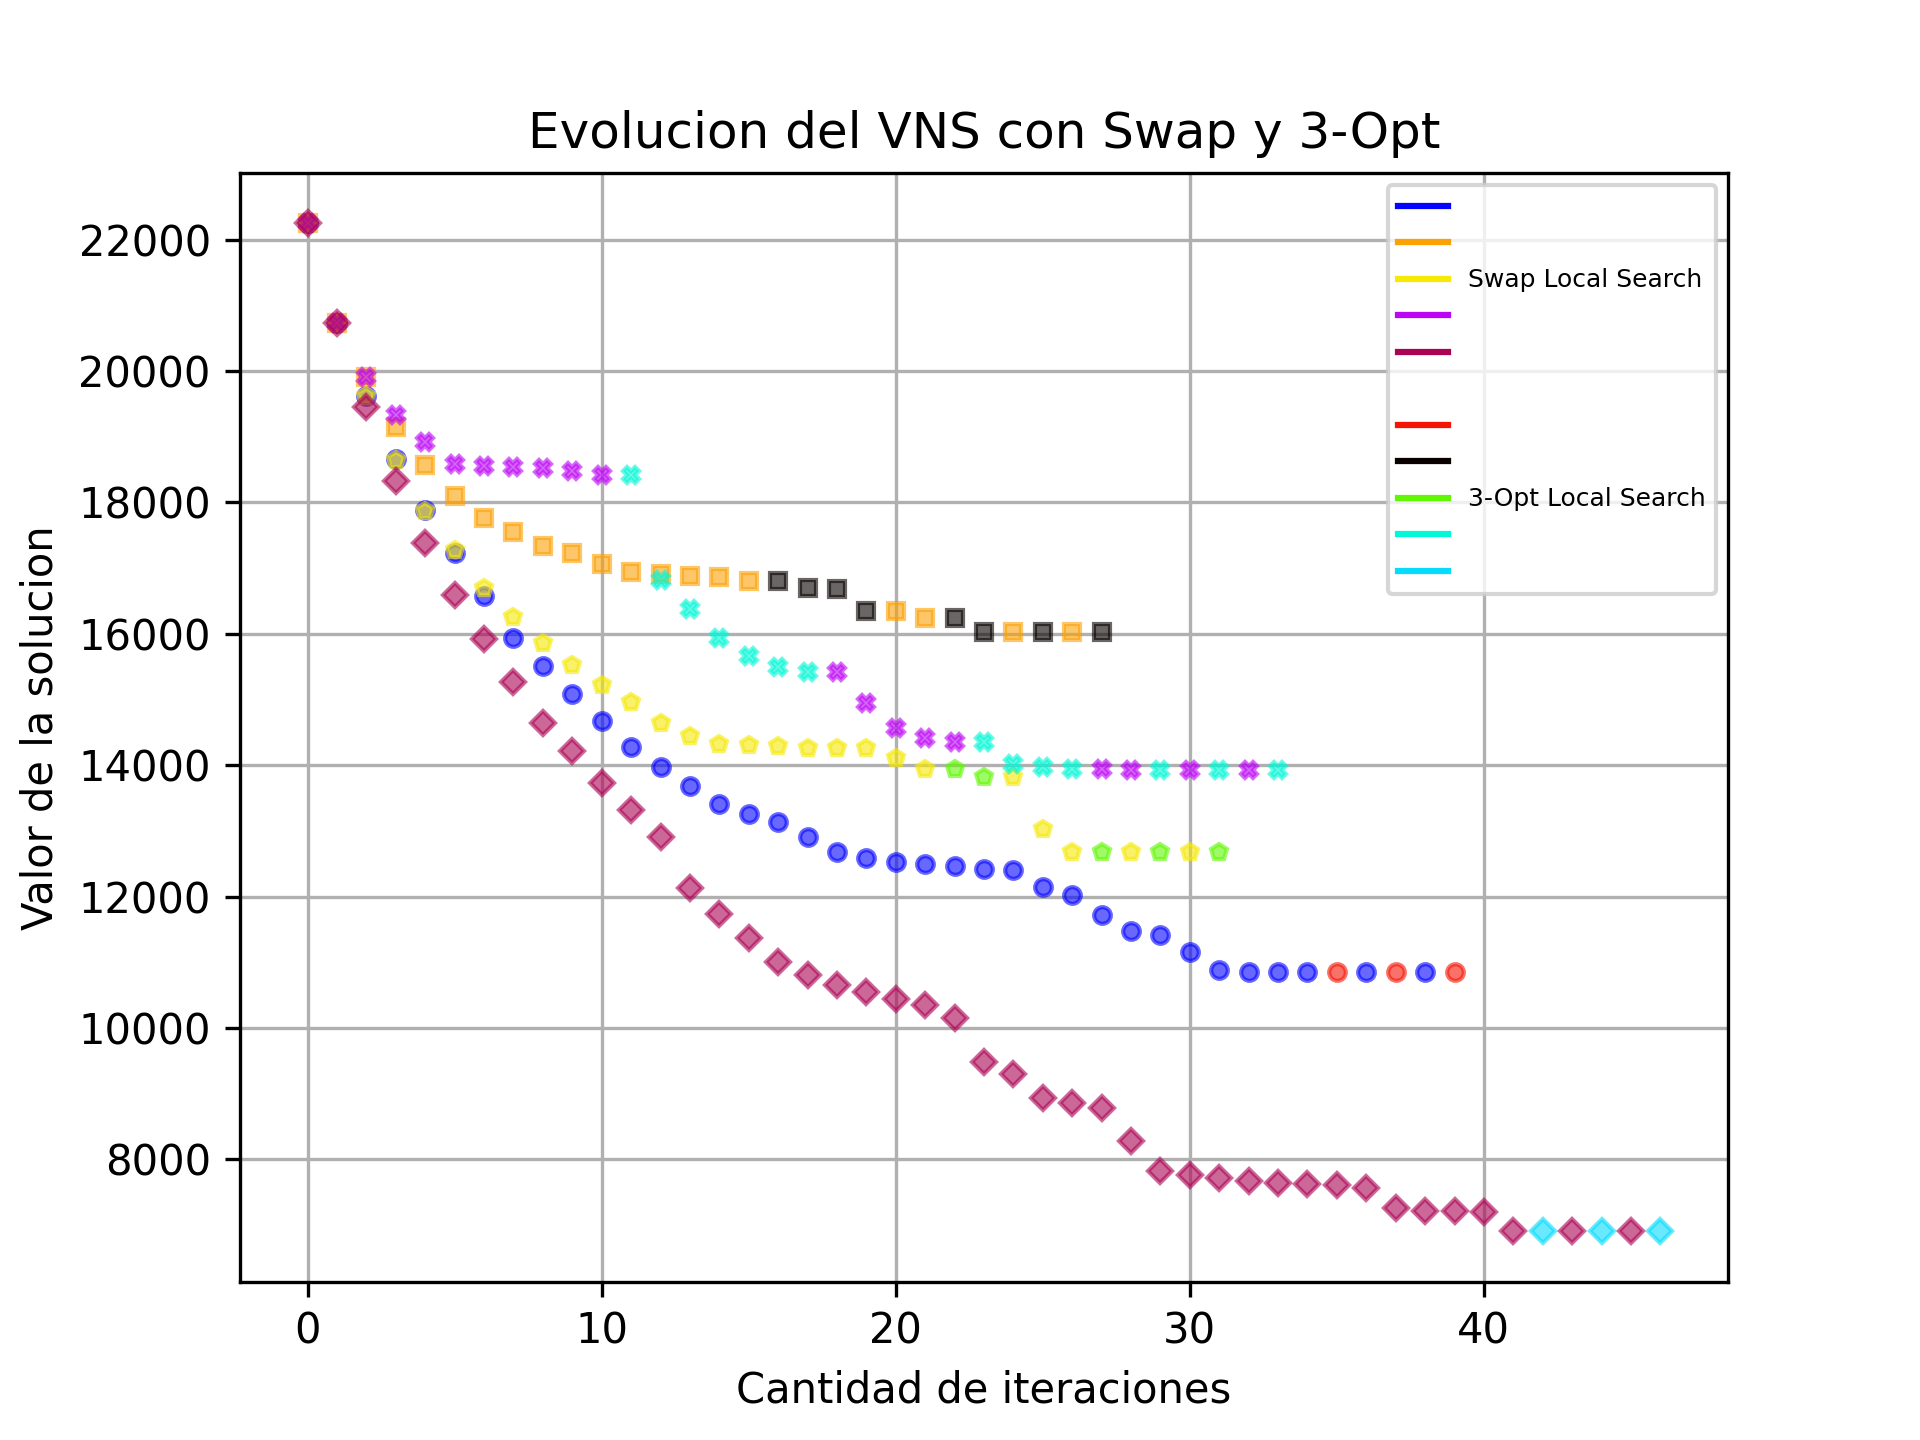 Evolucion del VNS con Swap y 3-Opt
Valor de la solucion
22000
20000
18000
16000
14000
12000
10000
8000
Swap Local Search
3-Opt Local Search
0 10 20 30 40
Cantidad de iteraciones